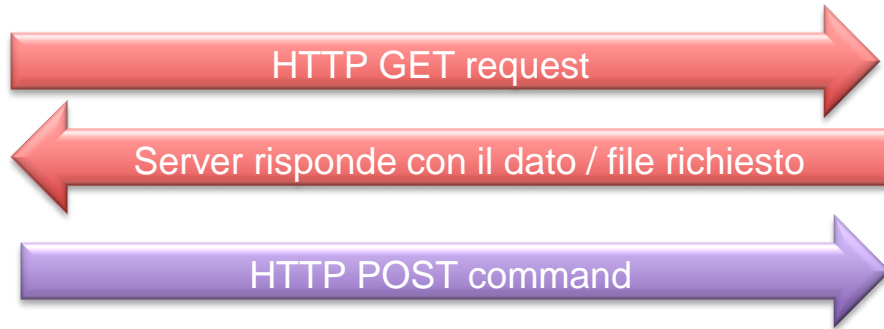 HTTP GET request
Server risponde con il dato / file richiesto
HTTP POST command